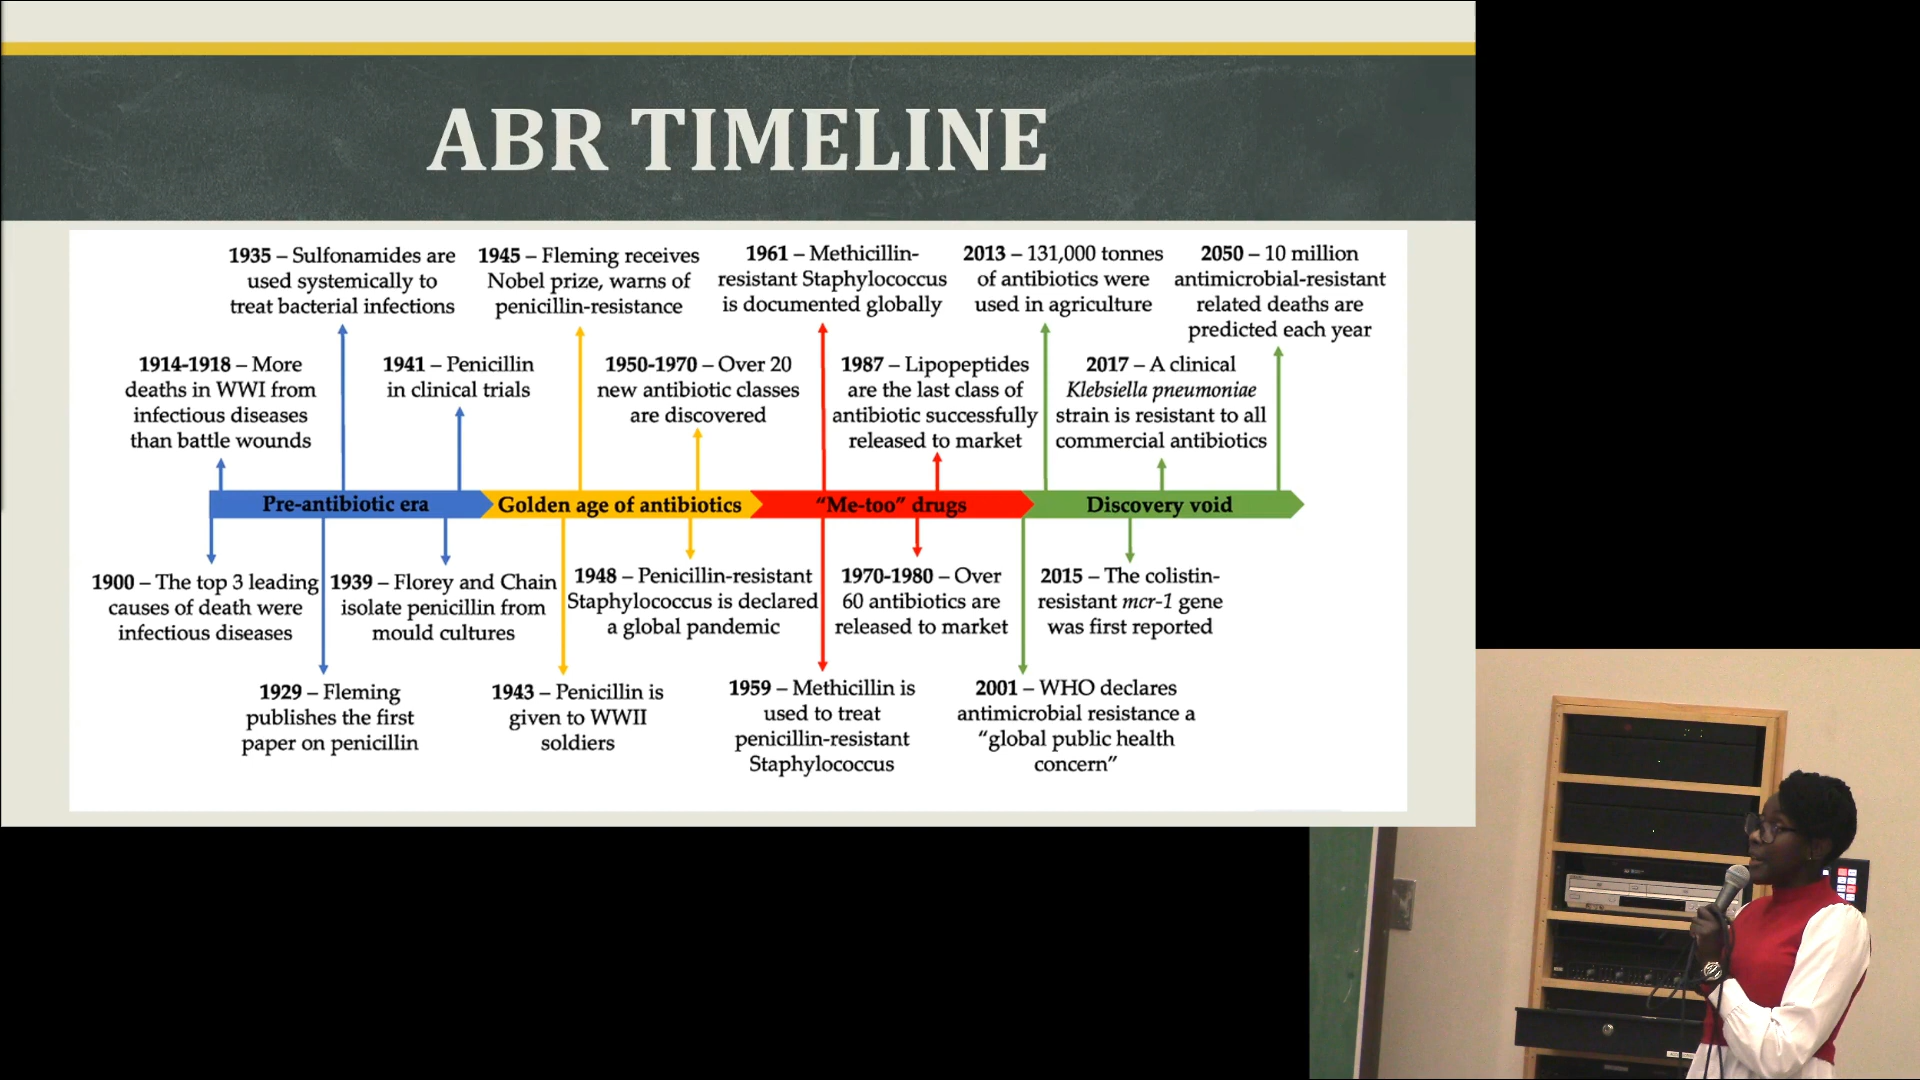 ABR TIMELINE
1935 – Sulfonamides are
used systemically to
treat bacterial infections
1945 – Fleming receives
Nobel prize, warns of
penicillin-resistance
1961 – Methicillin-
resistant Staphylococcus
is documented globally
2013 – 131,000 tonnes
of antibiotics were
used in agriculture
2050 – 10 million
antimicrobial-resistant
related deaths are
predicted each year
1914-1918 – More
deaths in WWI from
infectious diseases
than battle wounds
1941 – Penicillin
in clinical trials
1950-1970 – Over 20
new antibiotic classes
are discovered
1987 – Lipopeptides
are the last class of
antibiotic successfully
released to market
2017 – A clinical
Klebsiella pneumoniae
strain is resistant to all
commercial antibiotics
Pre-antibiotic era
Golden age of antibiotics
“Me-too” drugs
Discovery void
1900 – The top 3 leading
causes of death were
infectious diseases
1939 – Florey and Chain
isolate penicillin from
mould cultures
1948 – Penicillin-resistant
Staphylococcus is declared
a global pandemic
1970-1980 – Over
60 antibiotics are
released to market
2015 – The colistin-
resistant mcr-1 gene
was first reported
1929 – Fleming
publishes the first
paper on penicillin
1943 – Penicillin is
given to WWII
soldiers
1959 – Methicillin is
used to treat
penicillin-resistant
Staphylococcus
2001 – WHO declares
antimicrobial resistance a
“global public health
concern”